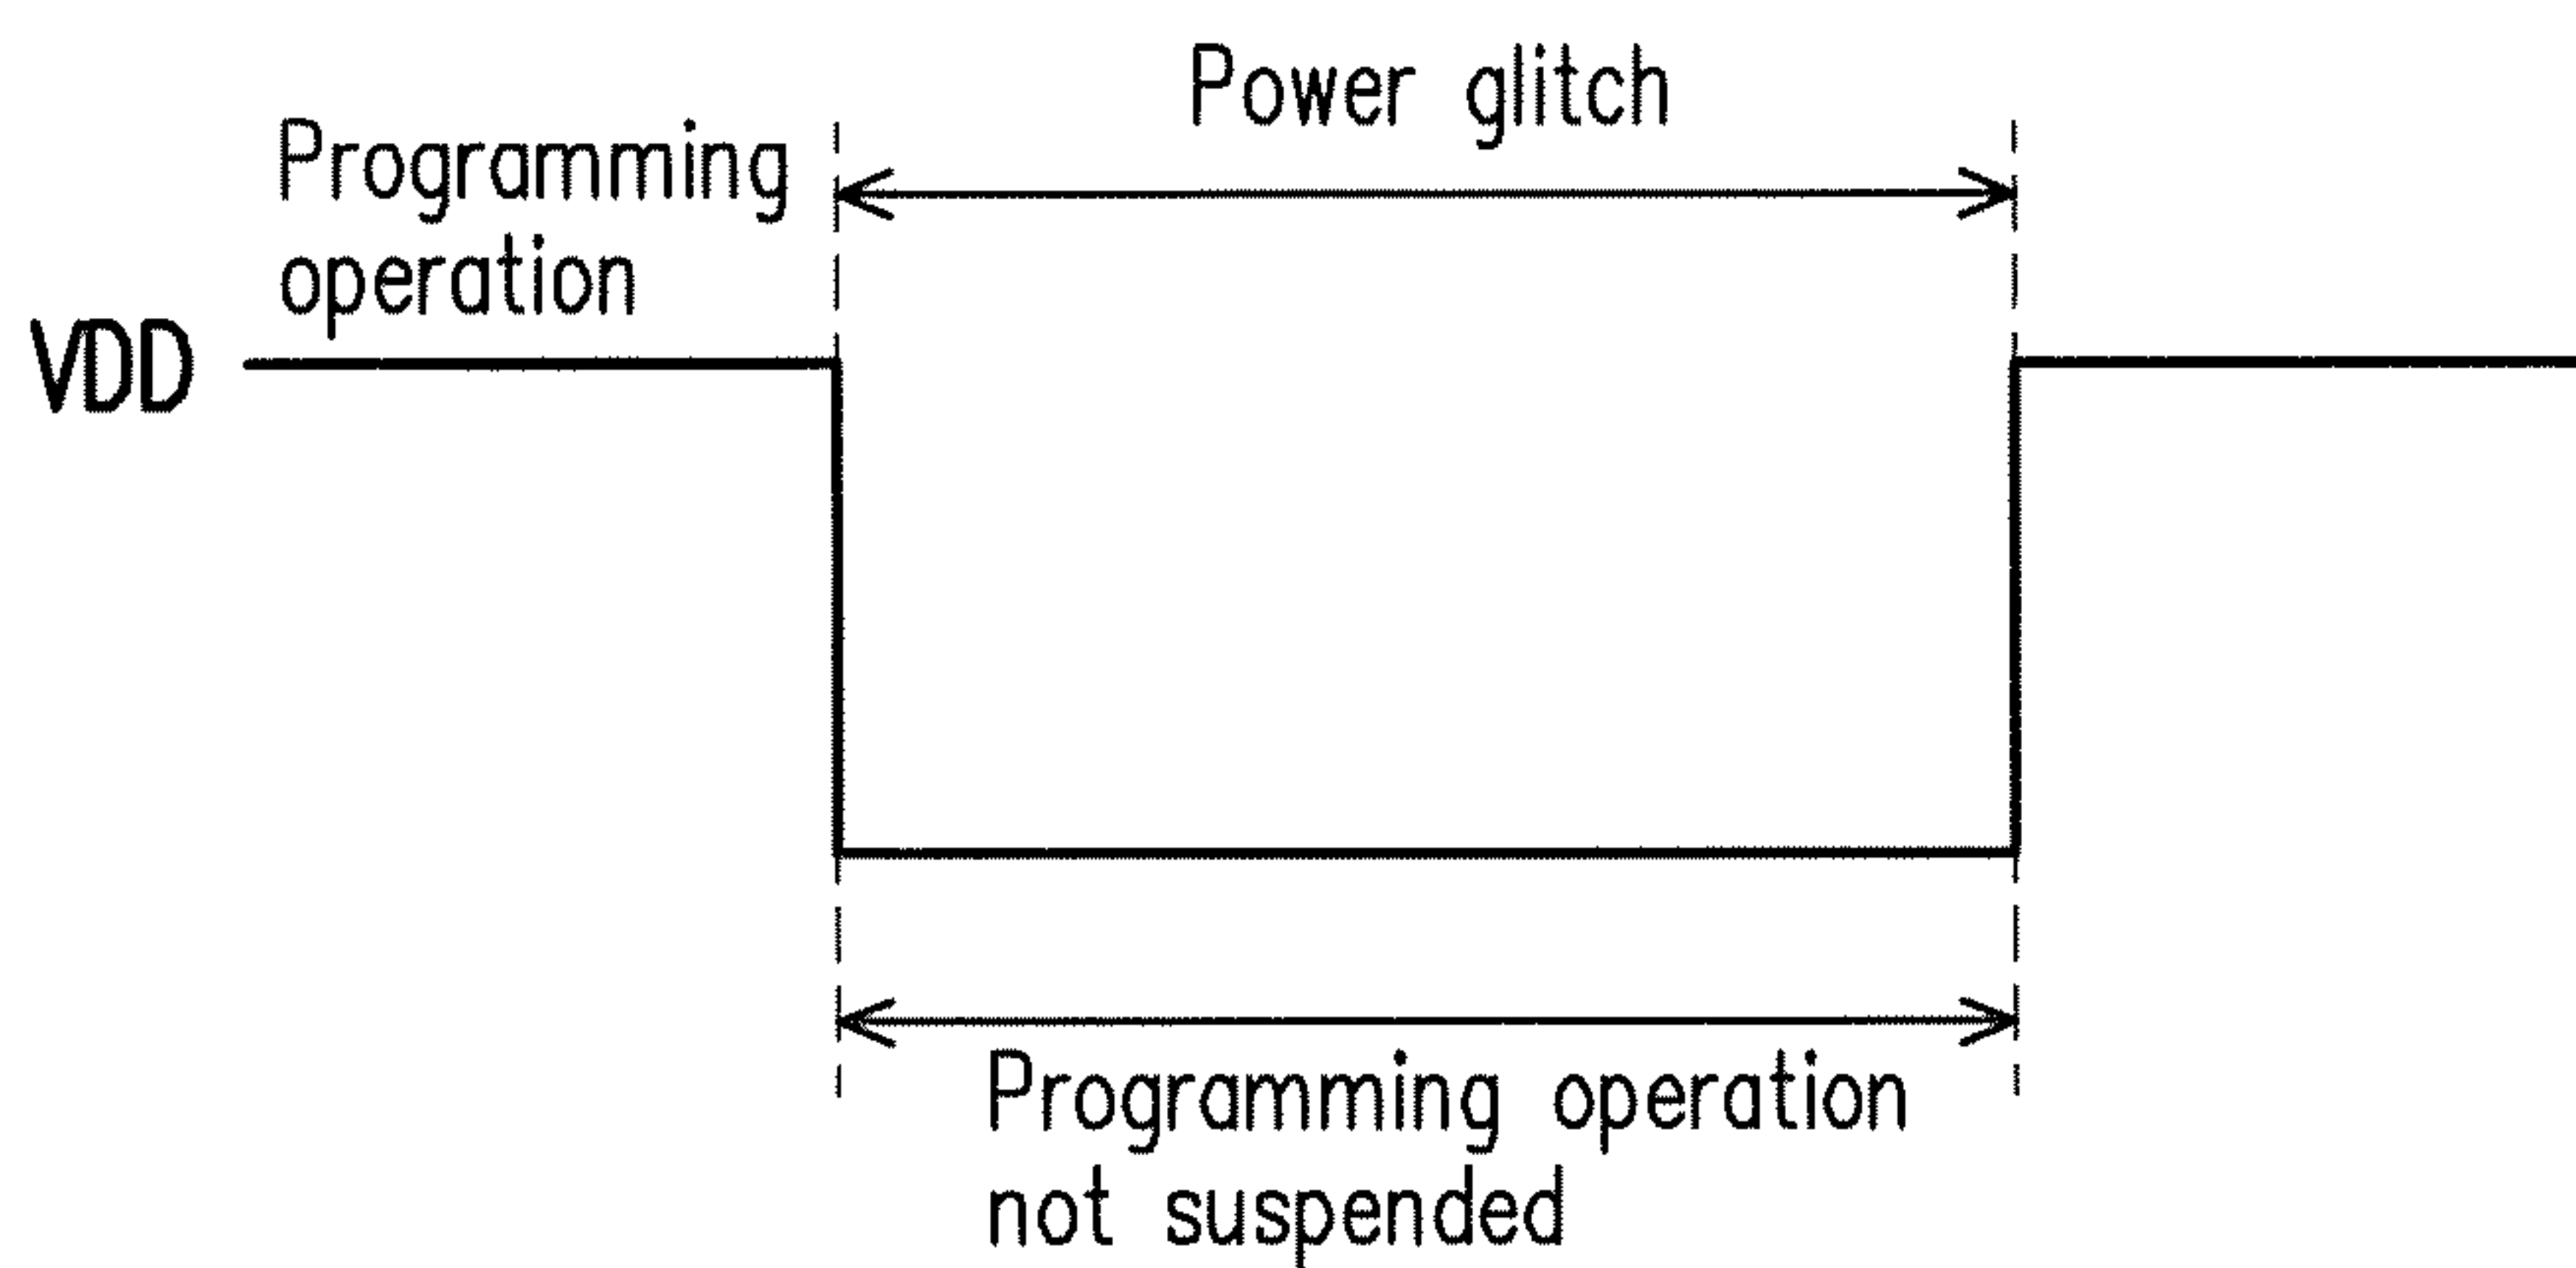 Power glitch
Programming
operation
VDD
Programming operation
not suspended